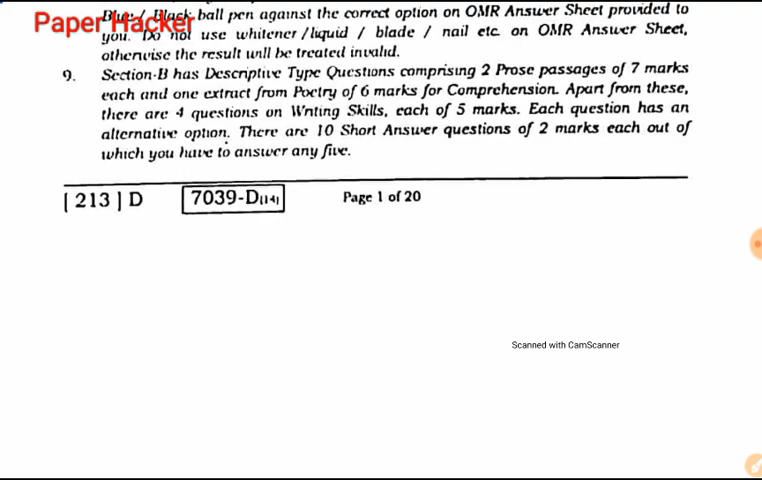 Blue / Black ball pen against the correct option on OMR Answer Sheet provided to
Paper Hacker
you. Do not use whitener / liquid / blade / nail etc. on OMR Answer Sheet,
otherwise the result will be treated invalid.
9. Section-B has Descriptive Type Questions comprising 2 Prose passages of 7 marks
each and one extract from Poetry of 6 marks for Comprehension. Apart from these,
there are 4 questions on Writing Skills, each of 5 marks. Each question has an
alternative option. There are 10 Short Answer questions of 2 marks each out of
which you have to answer any five.
[ 213 ] D 7039-D(114) Page 1 of 20
Scanned with CamScanner